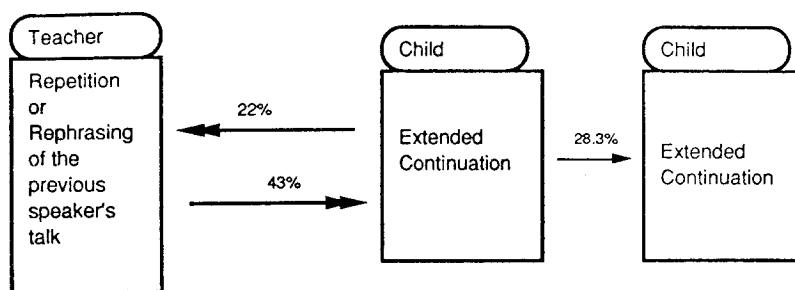 Teacher
Repetition
or
Rephrasing
of the
previous
speaker's
talk
22%
43%
Child
Extended
Continuation
28.3%
Child
Extended
Continuation